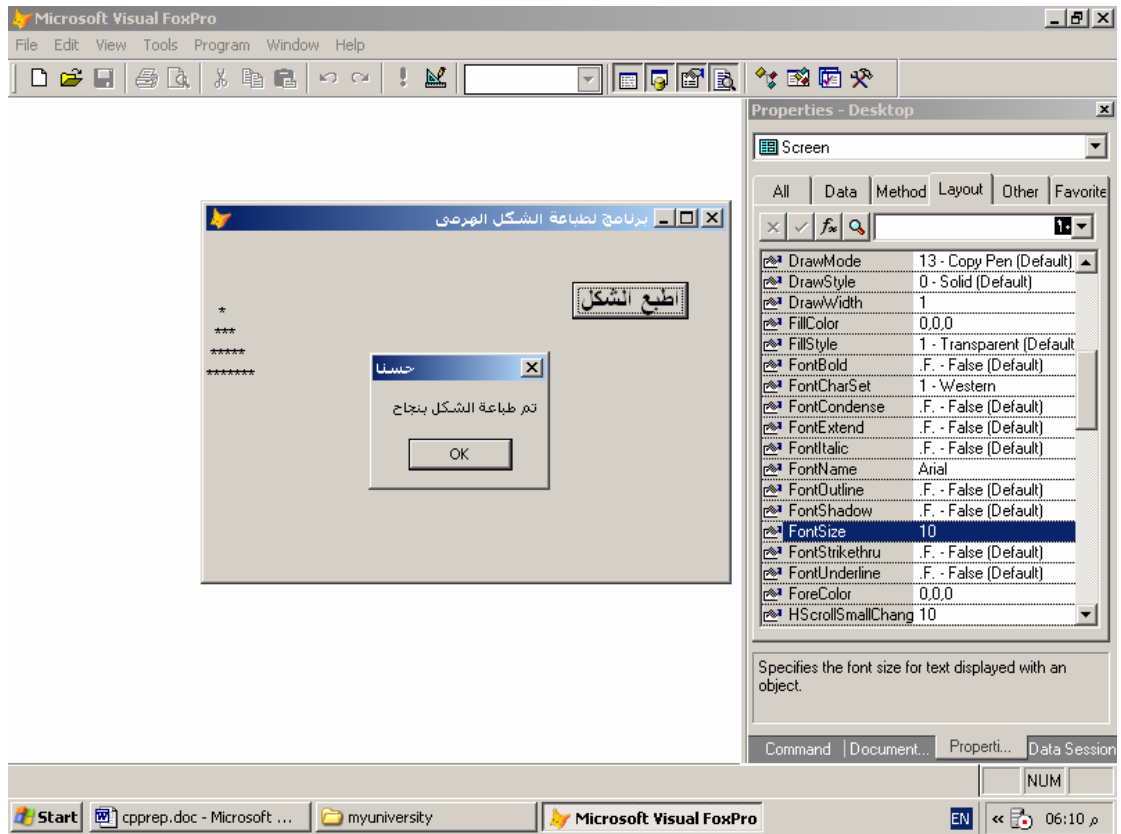 Microsoft Visual FoxPro
File Edit View Tools Program Window Help
Properties - Desktop
Screen
All Data Method Layout Other Favorite
DrawMode 13 - Copy Pen (Default)
DrawStyle 0 - Solid (Default)
DrawWidth 1
FillColor 0,0,0
FillStyle 1 - Transparent (Default
FontBold .F. - False (Default)
FontCharSet 1 - Western
FontCondense .F. - False (Default)
FontExtend .F. - False (Default)
FontItalic .F. - False (Default)
FontName Arial
FontOutline .F. - False (Default)
FontShadow .F. - False (Default)
FontSize 10
FontStrikethru .F. - False (Default)
FontUnderline .F. - False (Default)
ForeColor 0,0,0
HScrollSmallChang 10
Specifies the font size for text displayed with an
object.
Command Document... Properti... Data Session
برنامج لطباعة الشكل الهرمى
اطبع الشكل
*
***
*****
*******
حسنا
تم طباعة الشكل بنجاح
OK
NUM
Start cpprep.doc - Microsoft ... myuniversity Microsoft Visual FoxPro EN « 06:10 م